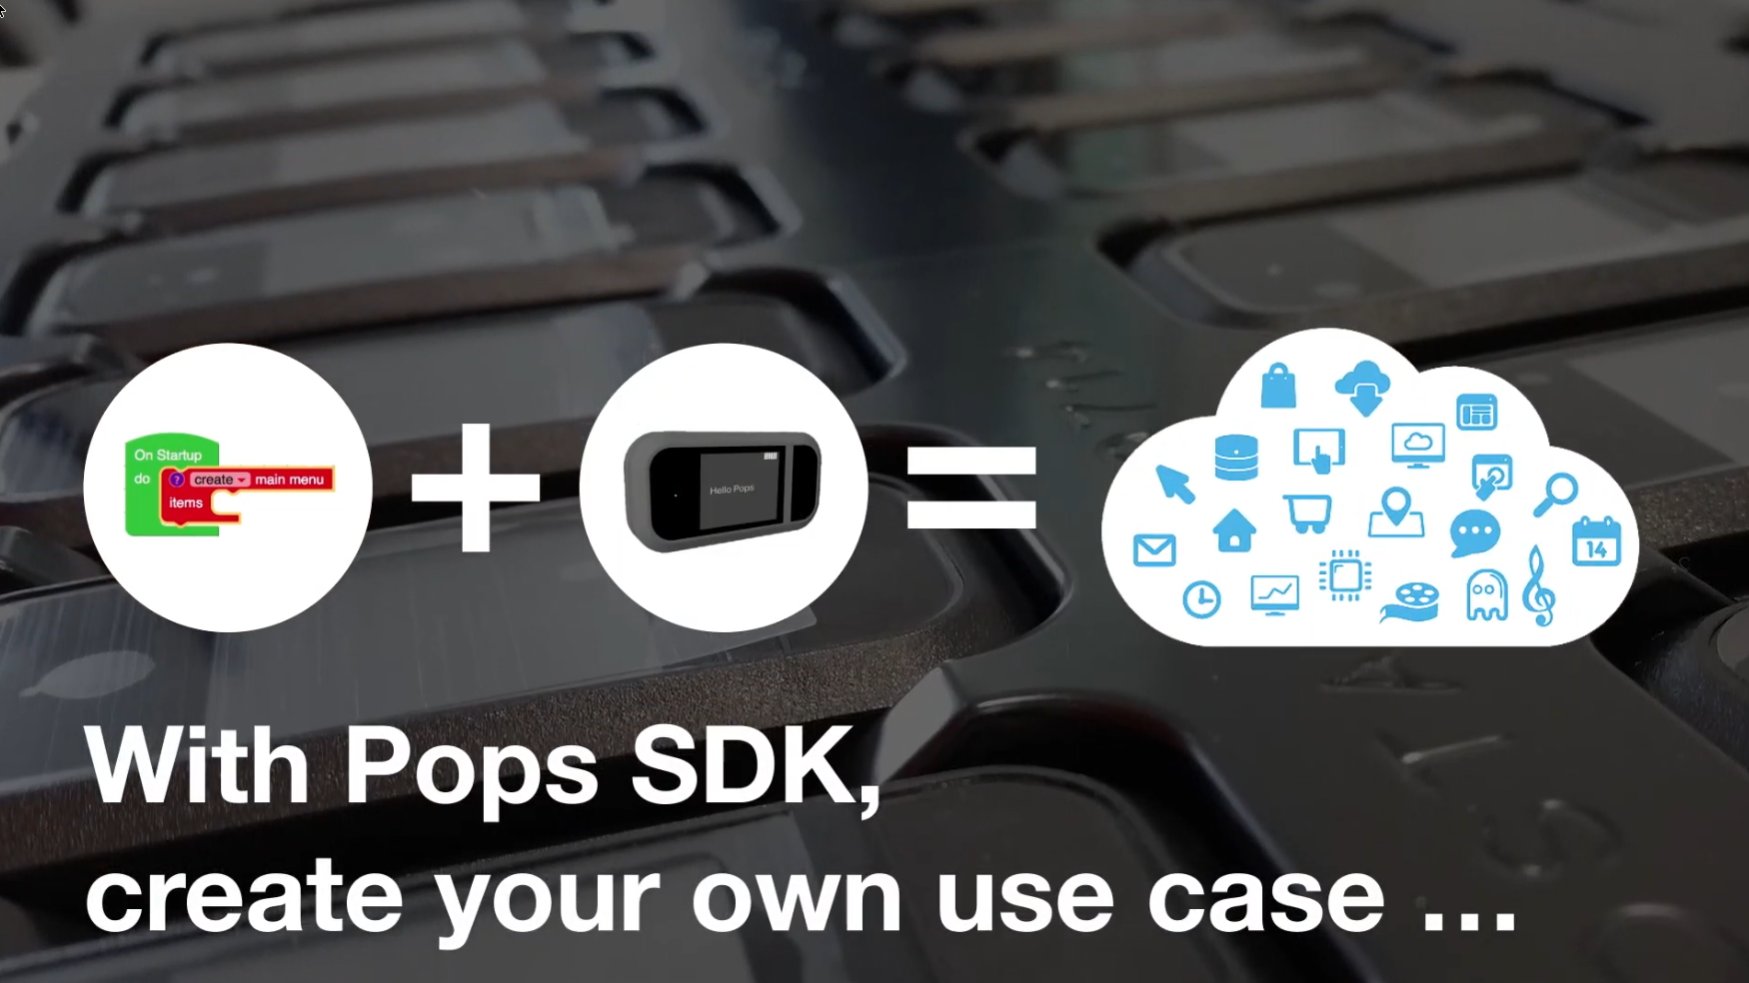 On Startup
do ? create main menu
items
Hello Pops
14
With Pops SDK,
create your own use case ...